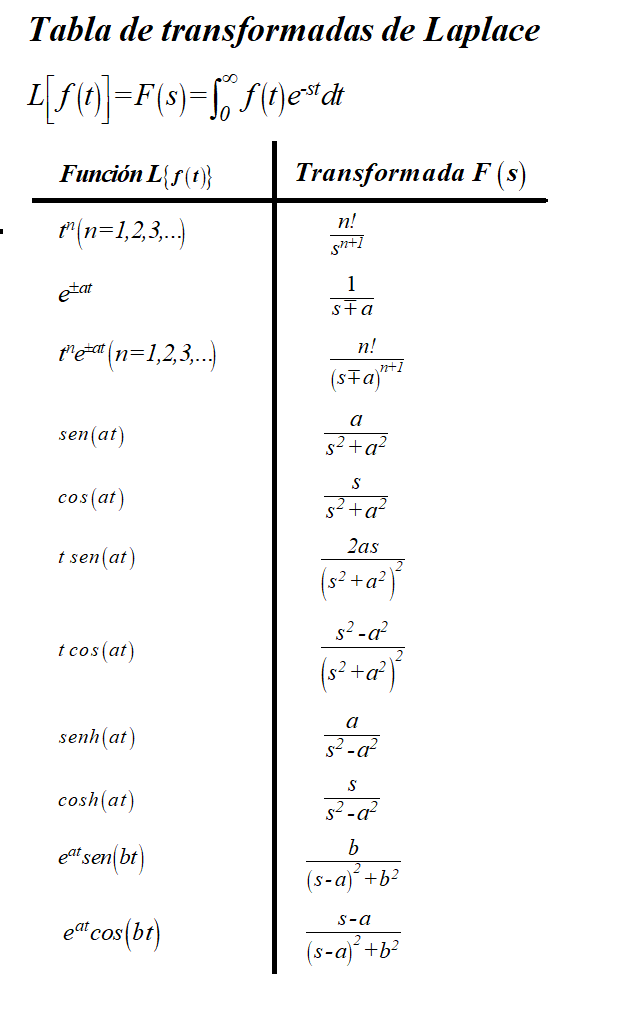 Tabla de transformadas de Laplace
L[f(t)]=F(s)=∫₀^∞ f(t)e^{-st}dt
Función L{f(t)} Transformada F(s)
t^n(n=1,2,3,...) n!/s^{n+1}
e^{±at} 1/(s∓a)
t^n e^{±at}(n=1,2,3,...) n!/(s∓a)^{n+1}
sen(at) a/(s²+a²)
cos(at) s/(s²+a²)
t sen(at) 2as/(s²+a²)²
t cos(at) (s²-a²)/(s²+a²)²
senh(at) a/(s²-a²)
cosh(at) s/(s²-a²)
e^{at}sen(bt) b/((s-a)²+b²)
e^{at}cos(bt) (s-a)/((s-a)²+b²)